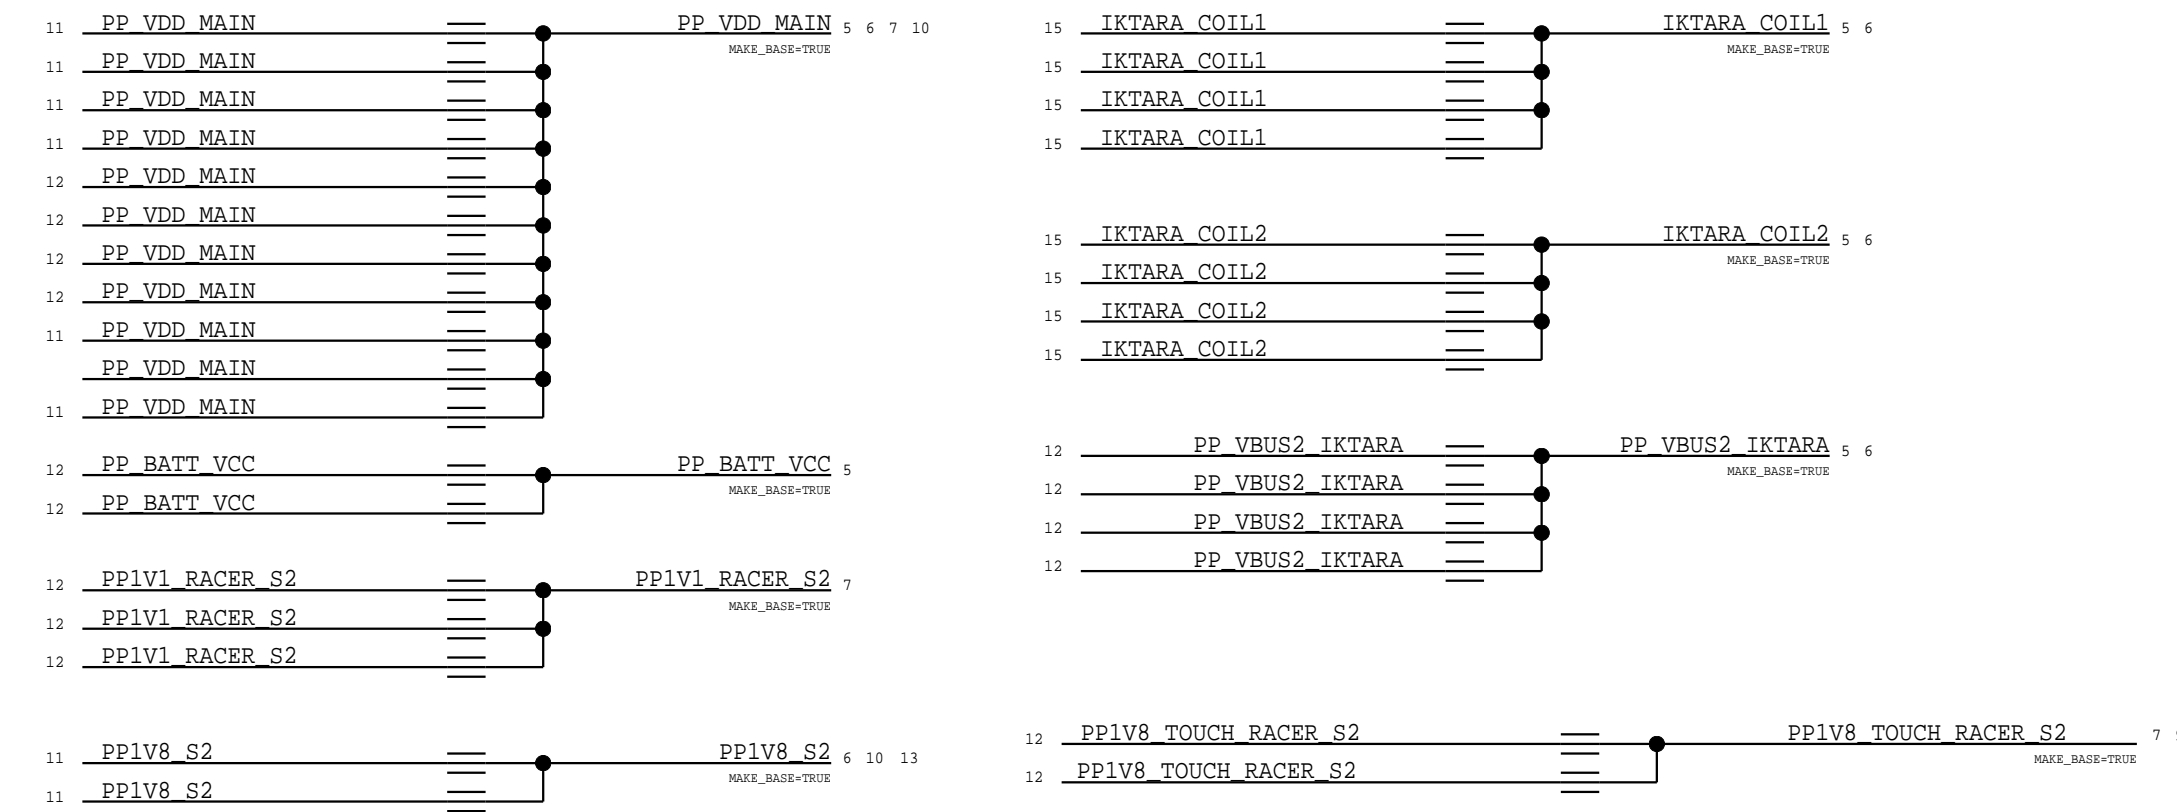 11 PP_VDD_MAIN PP_VDD_MAIN 5 6 7 10
MAKE_BASE=TRUE
11 PP_VDD_MAIN
11 PP_VDD_MAIN
11 PP_VDD_MAIN
12 PP_VDD_MAIN
12 PP_VDD_MAIN
12 PP_VDD_MAIN
12 PP_VDD_MAIN
11 PP_VDD_MAIN
PP_VDD_MAIN
11 PP_VDD_MAIN
12 PP_BATT_VCC PP_BATT_VCC 5
MAKE_BASE=TRUE
12 PP_BATT_VCC
12 PP1V1_RACER_S2 PP1V1_RACER_S2 7
MAKE_BASE=TRUE
12 PP1V1_RACER_S2
12 PP1V1_RACER_S2
11 PP1V8_S2 PP1V8_S2 6 10 13
MAKE_BASE=TRUE
11 PP1V8_S2
15 IKTARA_COIL1 IKTARA_COIL1 5 6
MAKE_BASE=TRUE
15 IKTARA_COIL1
15 IKTARA_COIL1
15 IKTARA_COIL1
15 IKTARA_COIL2 IKTARA_COIL2 5 6
MAKE_BASE=TRUE
15 IKTARA_COIL2
15 IKTARA_COIL2
15 IKTARA_COIL2
12 PP_VBUS2_IKTARA PP_VBUS2_IKTARA 5 6
MAKE_BASE=TRUE
12 PP_VBUS2_IKTARA
12 PP_VBUS2_IKTARA
12 PP_VBUS2_IKTARA
12 PP1V8_TOUCH_RACER_S2 PP1V8_TOUCH_RACER_S2 7
MAKE_BASE=TRUE
12 PP1V8_TOUCH_RACER_S2